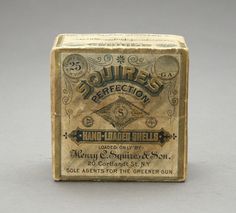 25
GA
SQUIRES
PERFECTION
S
HAND-LOADED SHELLS
LOADED ONLY BY
Henry C. Squires & Son.
20 Cortlandt St. N.Y.
SOLE AGENTS FOR THE GREENER GUN